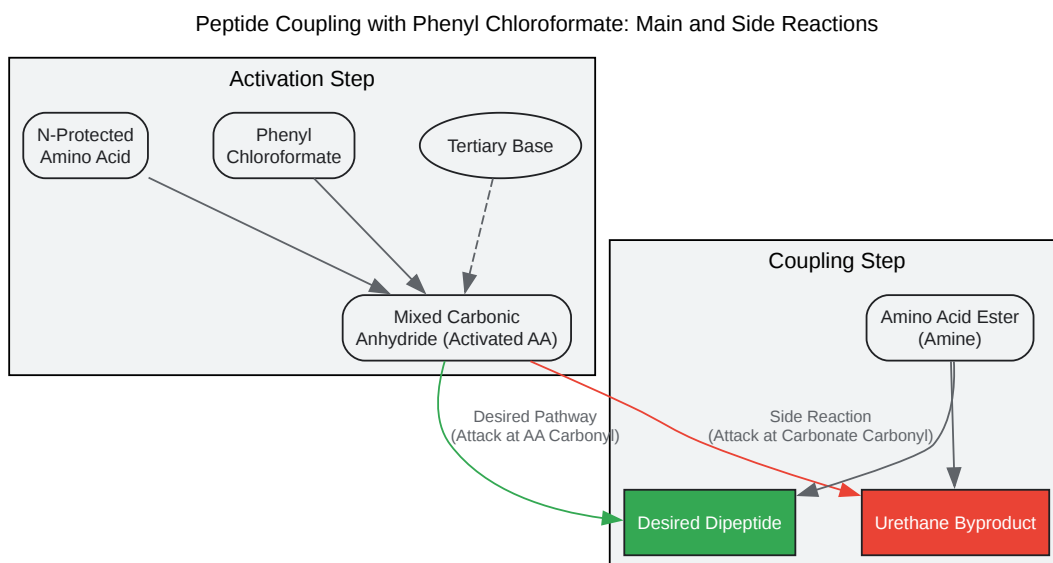 Peptide Coupling with Phenyl Chloroformate: Main and Side Reactions
Activation Step
N-Protected
Amino Acid
Phenyl
Chloroformate
Tertiary Base
Mixed Carbonic
Anhydride (Activated AA)
Coupling Step
Amino Acid Ester
(Amine)
Desired Pathway
(Attack at AA Carbonyl)
Side Reaction
(Attack at Carbonate Carbonyl)
Desired Dipeptide
Urethane Byproduct